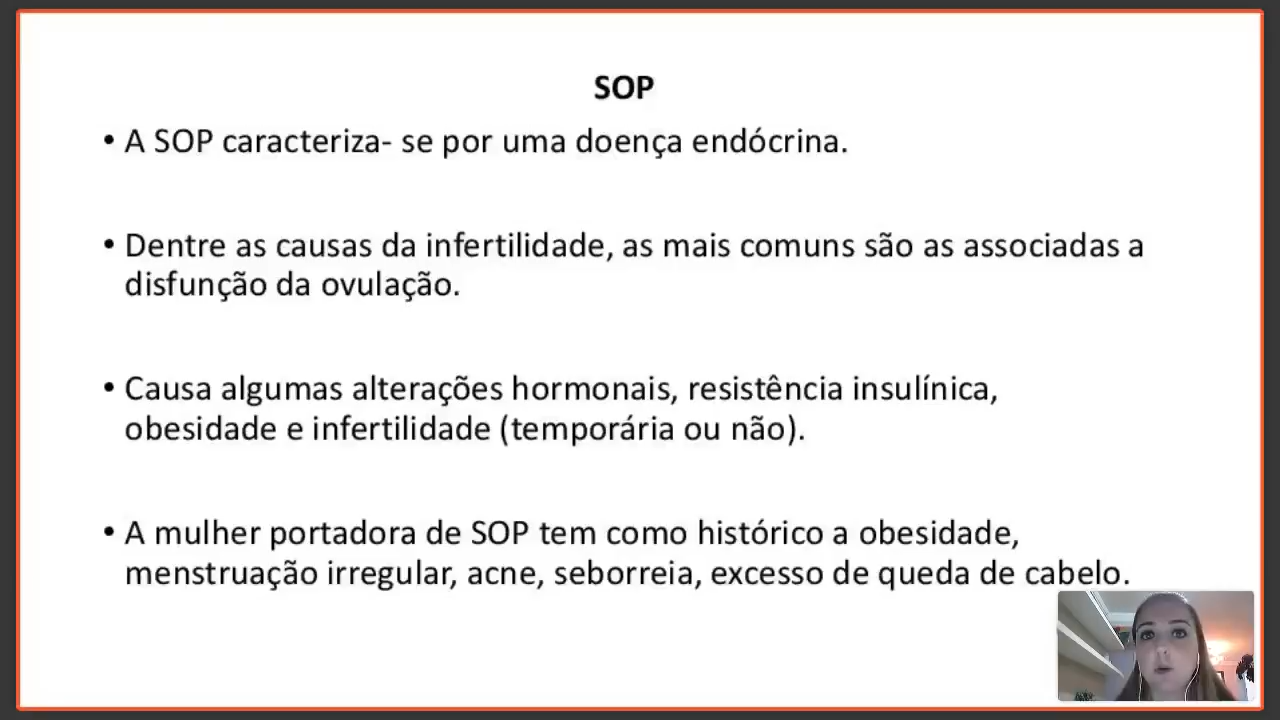 SOP
• A SOP caracteriza- se por uma doença endócrina.
• Dentre as causas da infertilidade, as mais comuns são as associadas a
disfunção da ovulação.
• Causa algumas alterações hormonais, resistência insulínica,
obesidade e infertilidade (temporária ou não).
• A mulher portadora de SOP tem como histórico a obesidade,
menstruação irregular, acne, seborreia, excesso de queda de cabelo.